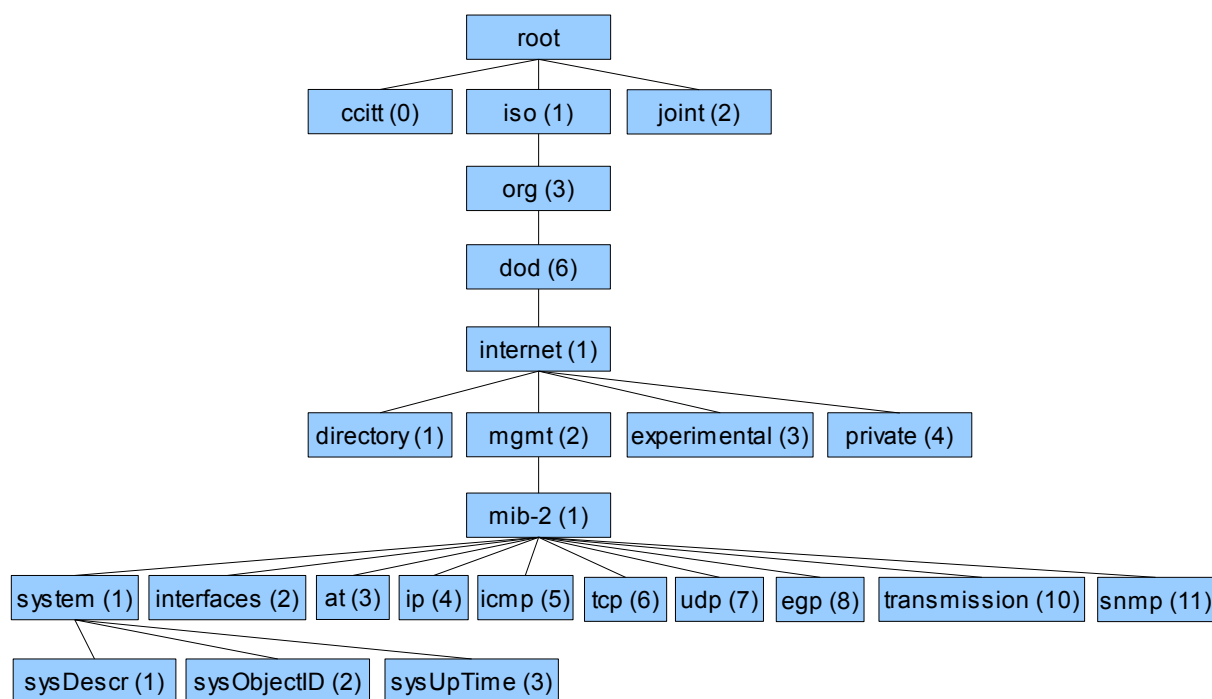 root
ccitt (0)
iso (1)
joint (2)
org (3)
dod (6)
internet (1)
directory (1)
mgmt (2)
experimental (3)
private (4)
mib-2 (1)
system (1)
interfaces (2)
at (3)
ip (4)
icmp (5)
tcp (6)
udp (7)
egp (8)
transmission (10)
snmp (11)
sysDescr (1)
sysObjectID (2)
sysUpTime (3)